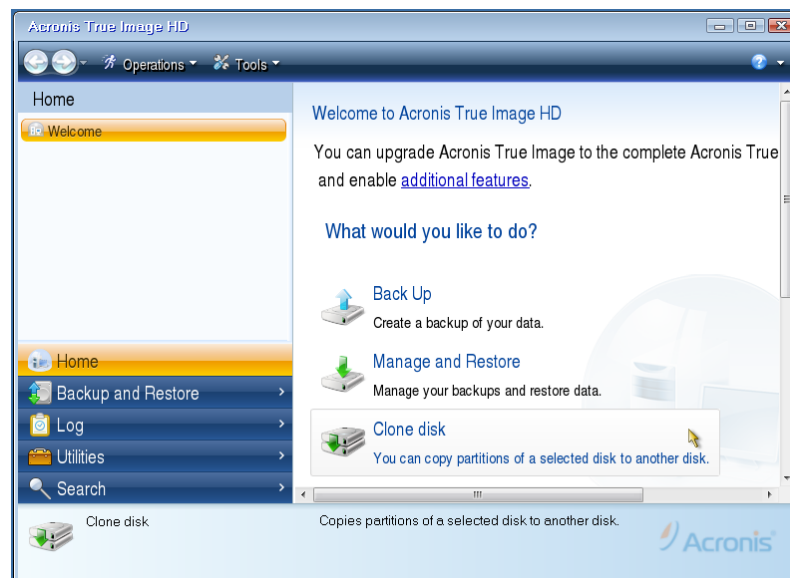 Acronis True Image HD
Operations Tools
Home
Welcome
Home
Backup and Restore
Log
Utilities
Search
Welcome to Acronis True Image HD
You can upgrade Acronis True Image to the complete Acronis True
and enable additional features.
What would you like to do?
Back Up
Create a backup of your data.
Manage and Restore
Manage your backups and restore data.
Clone disk
You can copy partitions of a selected disk to another disk.
Clone disk
Copies partitions of a selected disk to another disk.
Acronis